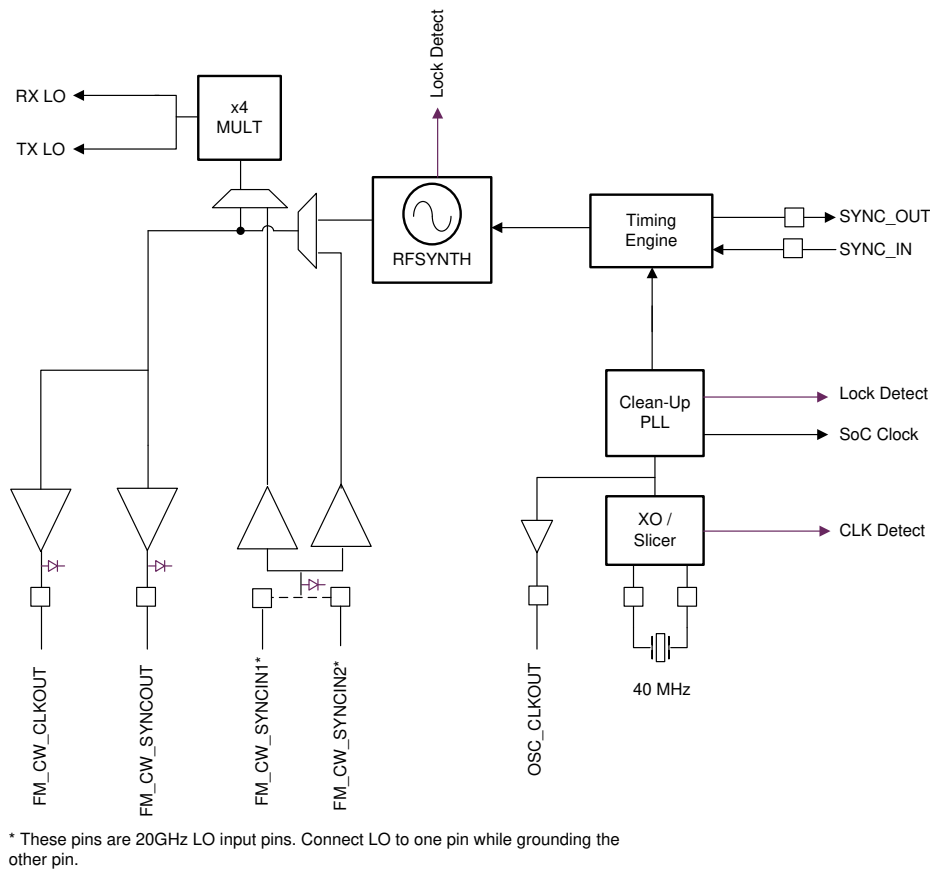 Lock Detect
RX LO
TX LO
x4
MULT
RFSYNTH
Timing
Engine
SYNC_OUT
SYNC_IN
Clean-Up
PLL
Lock Detect
SoC Clock
XO /
Slicer
CLK Detect
40 MHz
FM_CW_CLKOUT
FM_CW_SYNCOUT
FM_CW_SYNCIN1*
FM_CW_SYNCIN2*
OSC_CLKOUT
* These pins are 20GHz LO input pins. Connect LO to one pin while grounding the
other pin.